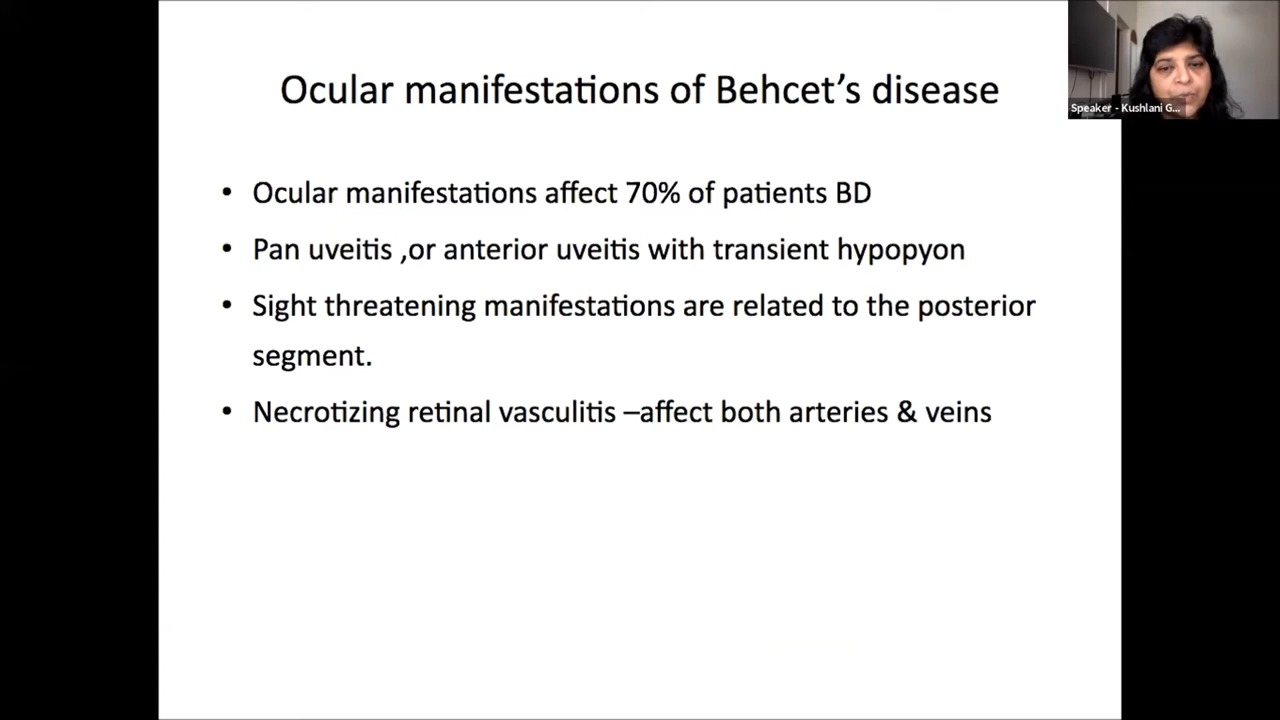 Ocular manifestations of Behcet’s disease
Speaker - Kushlani G...
• Ocular manifestations affect 70% of patients BD
• Pan uveitis ,or anterior uveitis with transient hypopyon
• Sight threatening manifestations are related to the posterior
segment.
• Necrotizing retinal vasculitis –affect both arteries & veins